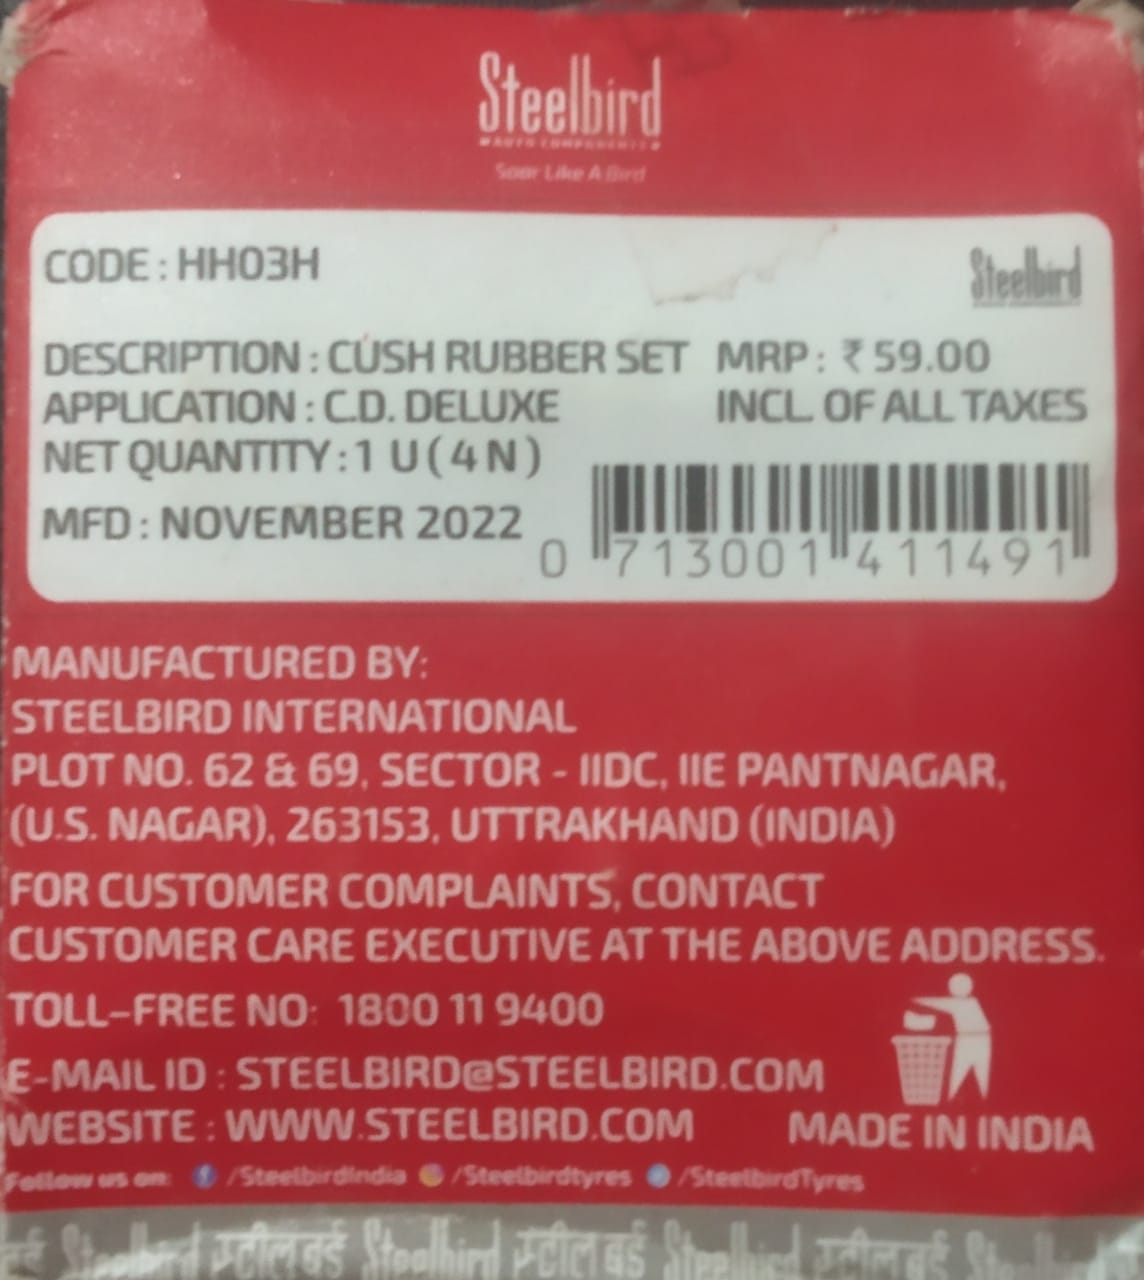 Steelbird
AUTO COMPONENTS
Soar Like A Bird
CODE : HH03H
Steelbird
DESCRIPTION : CUSH RUBBER SET MRP : ₹ 59.00
APPLICATION : C.D. DELUXE INCL. OF ALL TAXES
NET QUANTITY : 1 U ( 4 N )
MFD : NOVEMBER 2022
0 713001 411491
MANUFACTURED BY:
STEELBIRD INTERNATIONAL
PLOT NO. 62 & 69, SECTOR - IIDC, IIE PANTNAGAR,
(U.S. NAGAR), 263153, UTTRAKHAND (INDIA)
FOR CUSTOMER COMPLAINTS, CONTACT
CUSTOMER CARE EXECUTIVE AT THE ABOVE ADDRESS.
TOLL-FREE NO: 1800 11 9400
E-MAIL ID : STEELBIRD@STEELBIRD.COM
WEBSITE : WWW.STEELBIRD.COM MADE IN INDIA
Follow us on: /SteelbirdIndia /Steelbirdtyres /SteelbirdTyres
Steelbird स्टीलबर्ड Steelbird स्टीलबर्ड Steelbird स्टीलबर्ड